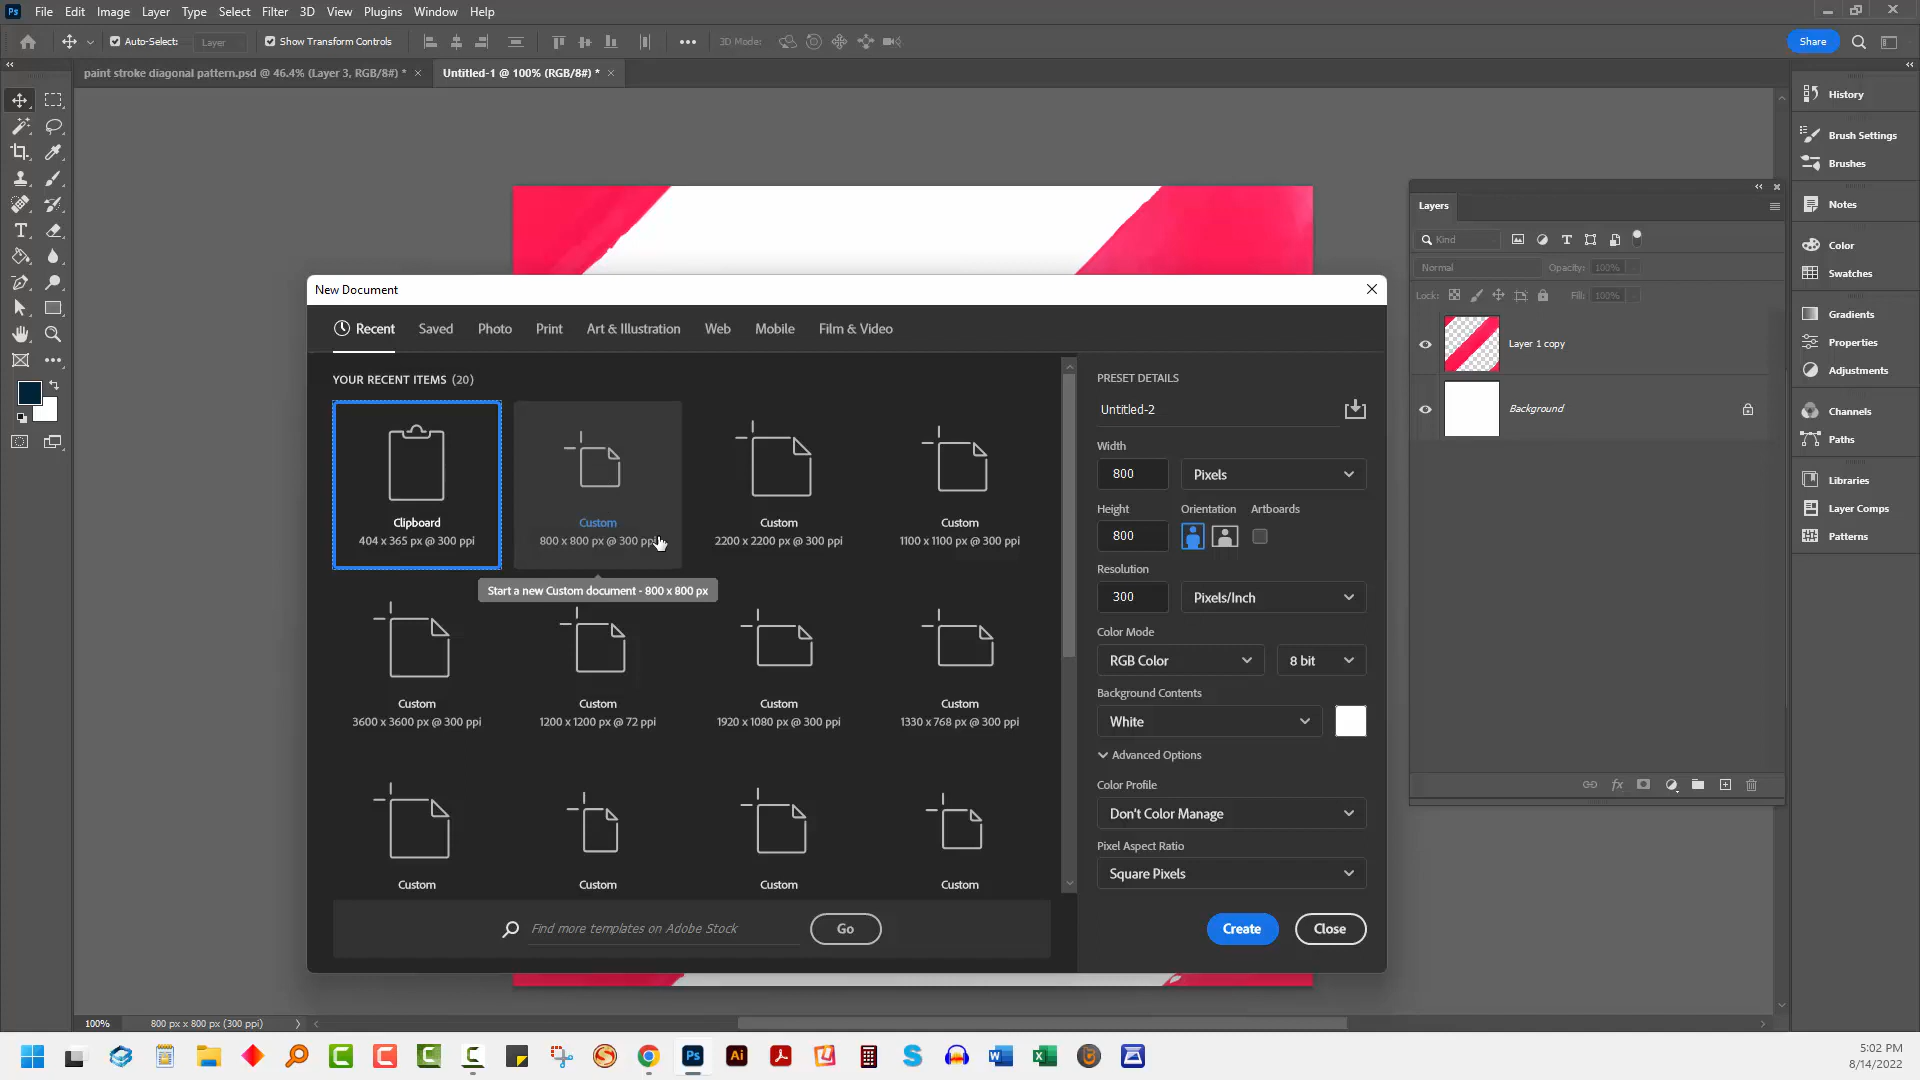 File Edit Image Layer Type Select Filter 3D View Plugins Window Help
Auto-Select: Layer Show Transform Controls 3D Mode: Share
paint stroke diagonal pattern.psd @ 46.4% (Layer 3, RGB/8#) * Untitled-1 @ 100% (RGB/8#) *
History
Brush Settings
Brushes
Notes
Color
Swatches
Gradients
Properties
Adjustments
Channels
Paths
Libraries
Layer Comps
Patterns
Layers
Kind
Normal Opacity: 100%
Lock: Fill: 100%
Layer 1 copy
Background
New Document
Recent Saved Photo Print Art & Illustration Web Mobile Film & Video
YOUR RECENT ITEMS (20)
Clipboard
404 x 365 px @ 300 ppi
Custom
800 x 800 px @ 300 ppi
Custom
2200 x 2200 px @ 300 ppi
Custom
1100 x 1100 px @ 300 ppi
Start a new Custom document - 800 x 800 px
Custom
3600 x 3600 px @ 300 ppi
Custom
1200 x 1200 px @ 72 ppi
Custom
1920 x 1080 px @ 300 ppi
Custom
1330 x 768 px @ 300 ppi
Custom
Custom
Custom
Custom
Find more templates on Adobe Stock Go
PRESET DETAILS
Untitled-2
Width
800 Pixels
Height Orientation Artboards
800
Resolution
300 Pixels/Inch
Color Mode
RGB Color 8 bit
Background Contents
White
Advanced Options
Color Profile
Don't Color Manage
Pixel Aspect Ratio
Square Pixels
Create Close
100% 800 px x 800 px (300 ppi)
5:02 PM
8/14/2022